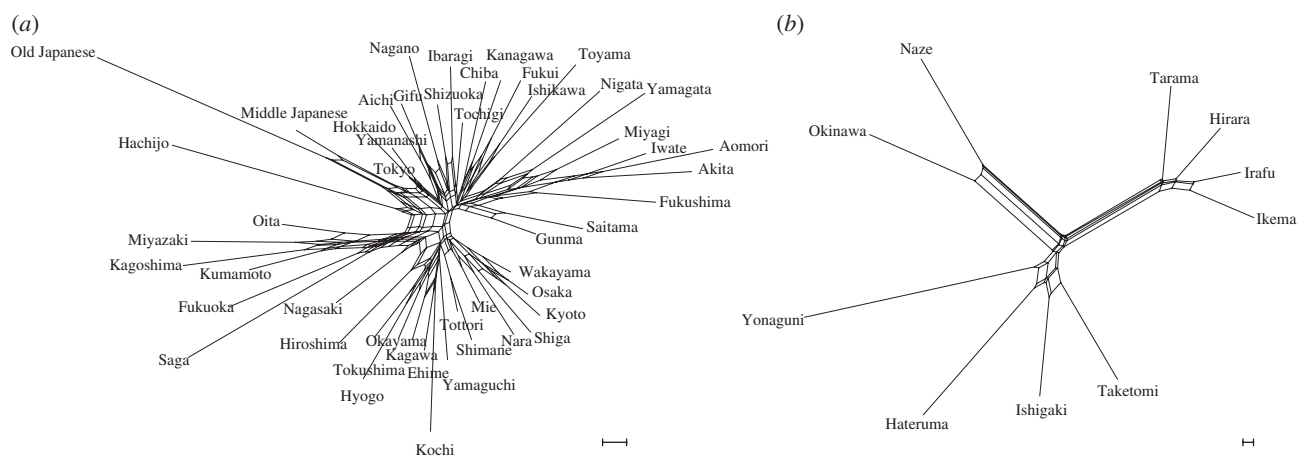 (a)
Old Japanese
Nagano
Ibaragi
Kanagawa
Toyama
Chiba
Fukui
Aichi
Gifu
Shizuoka
Ishikawa
Nigata
Yamagata
Middle Japanese
Tochigi
Hokkaido
Hachijo
Yamanashi
Miyagi
Iwate
Aomori
Tokyo
Akita
Fukushima
Oita
Saitama
Miyazaki
Gunma
Kagoshima
Kumamoto
Wakayama
Osaka
Fukuoka
Nagasaki
Mie
Kyoto
Tottori
Hiroshima
Okayama
Nara
Shiga
Saga
Kagawa
Shimane
Tokushima
Ehime
Yamaguchi
Hyogo
Kochi
(b)
Naze
Tarama
Okinawa
Hirara
Irafu
Ikema
Yonaguni
Taketomi
Ishigaki
Hateruma